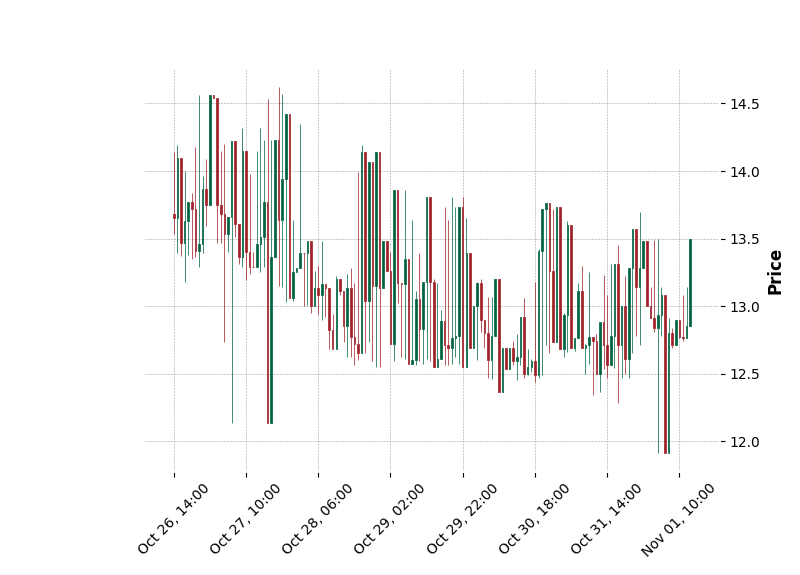 14.5
14.0
13.5
13.0
12.5
12.0
Price
Oct 26, 14:00
Oct 27, 10:00
Oct 28, 06:00
Oct 29, 02:00
Oct 29, 22:00
Oct 30, 18:00
Oct 31, 14:00
Nov 01, 10:00